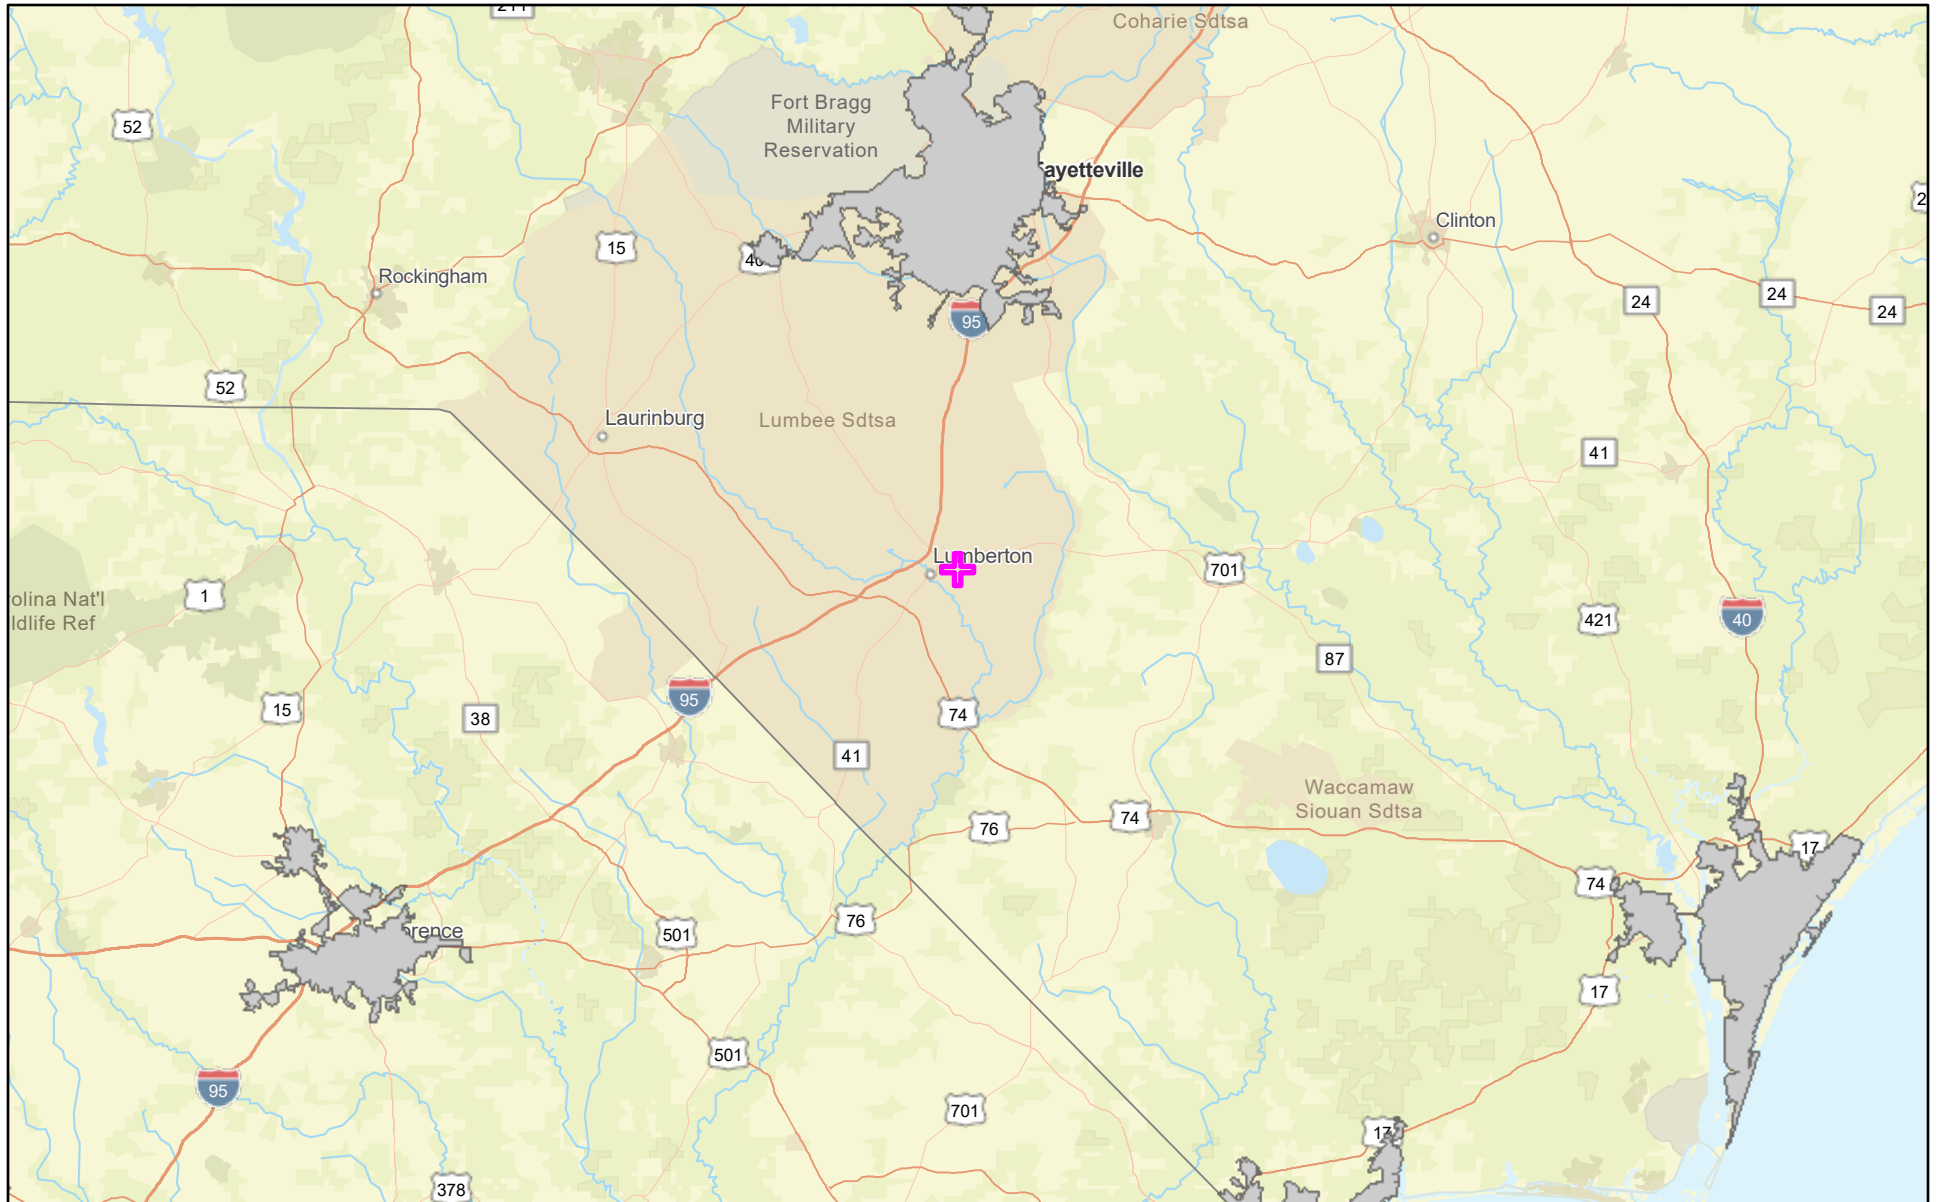 Coharie Sdtsa
Fort Bragg
Military
Reservation
52
ayetteville
Clinton
15
Rockingham
24
24
24
95
52
Laurinburg
Lumbee Sdtsa
41
Lumberton
701
1
olina Nat'l
ldlife Ref
421
40
87
95
15
38
74
41
Waccamaw
Siouan Sdtsa
76
74
17
74
76
rence
501
17
501
95
701
17
378